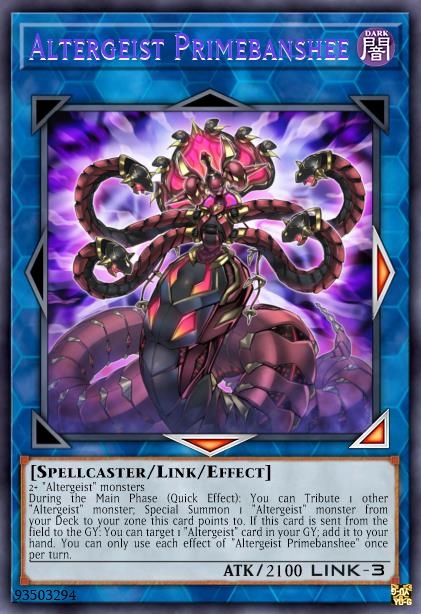 Altergeist Primebanshee
DARK
闇
[Spellcaster/Link/Effect]
2+ "Altergeist" monsters
During the Main Phase (Quick Effect): You can Tribute 1 other
"Altergeist" monster; Special Summon 1 "Altergeist" monster from
your Deck to your zone this card points to. If this card is sent from the
field to the GY: You can target 1 "Altergeist" card in your GY; add it to your
hand. You can only use each effect of "Altergeist Primebanshee" once
per turn.
ATK/2100 LINK-3
93503294